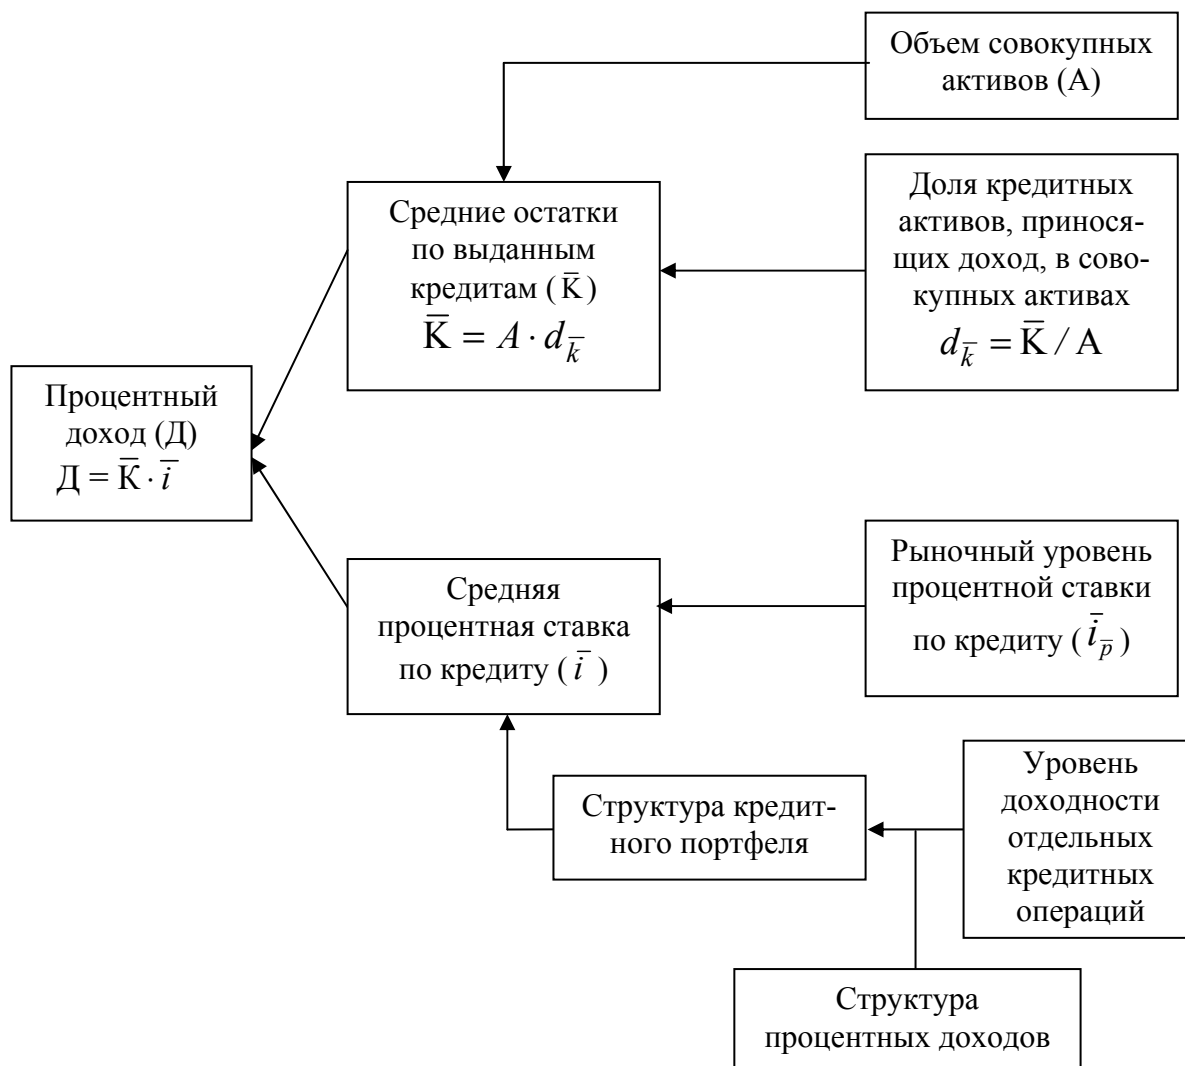 Объем совокупных
активов (А)
Доля кредитных
активов, принося-
щих доход, в сово-
купных активах
d_k̅ = K̅ / A
Средние остатки
по выданным
кредитам ( K̅ )
K̅ = A · d_k̅
Процентный
доход (Д)
Д = K̅ · i̅
Рыночный уровень
процентной ставки
по кредиту ( i̅_p̅ )
Средняя
процентная ставка
по кредиту ( i̅ )
Уровень
доходности
отдельных
кредитных
операций
Структура кредит-
ного портфеля
Структура
процентных доходов